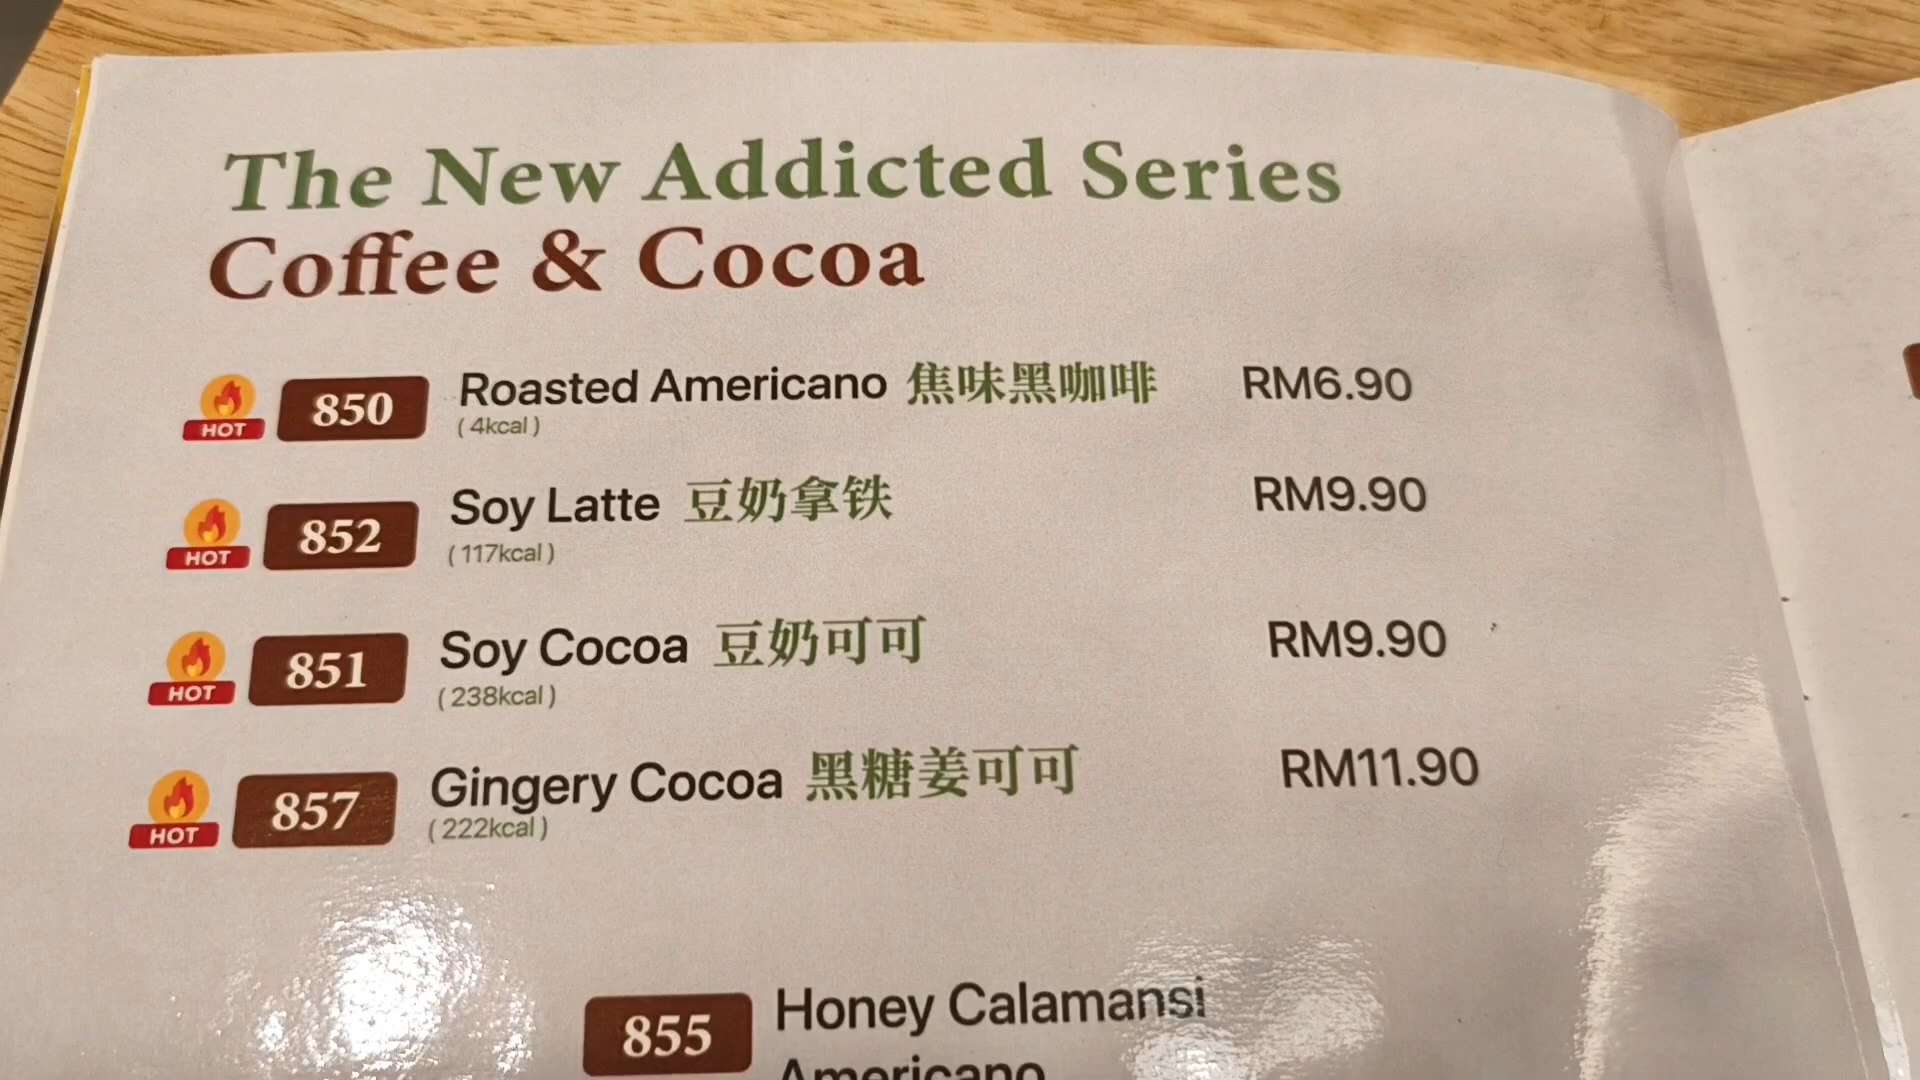 The New Addicted Series
Coffee & Cocoa
HOT 850 Roasted Americano 焦味黑咖啡 RM6.90
(4kcal)
HOT 852 Soy Latte 豆奶拿铁 RM9.90
(117kcal)
HOT 851 Soy Cocoa 豆奶可可 RM9.90
(238kcal)
HOT 857 Gingery Cocoa 黑糖姜可可 RM11.90
(222kcal)
855 Honey Calamansi
Americano